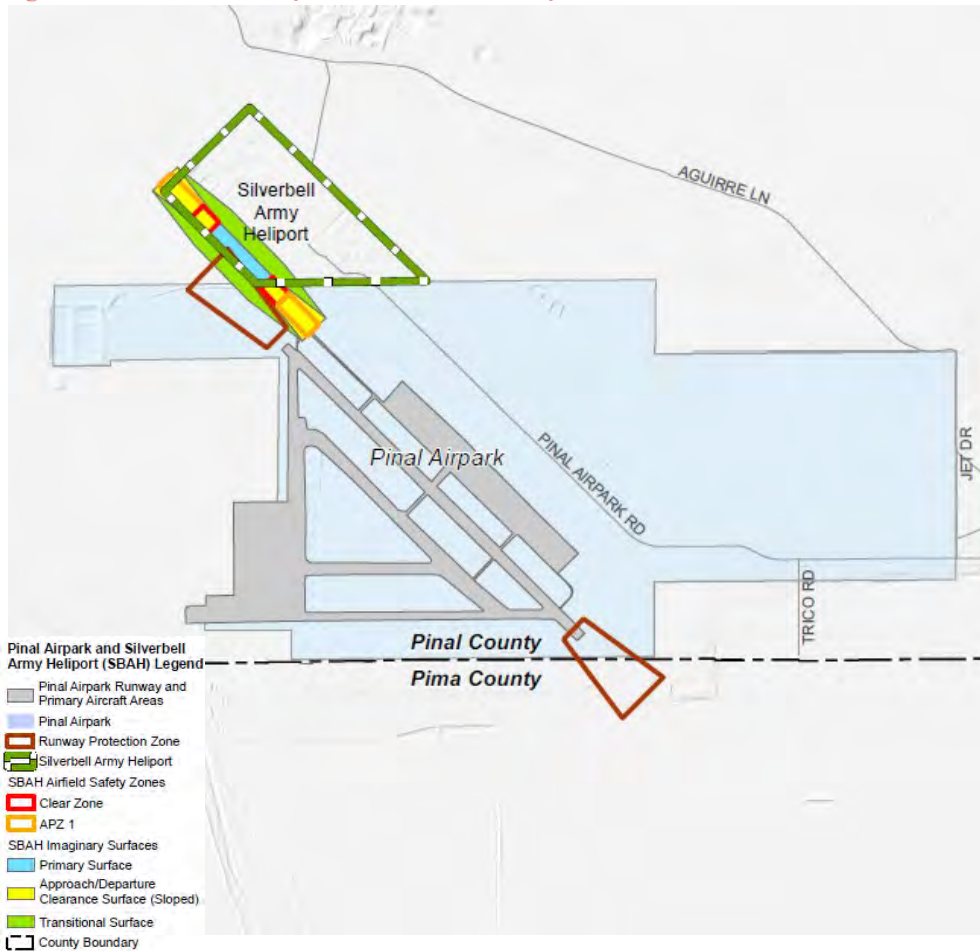 AGUIRRE LN
Silverbell
Army
Heliport
JET DR
Pinal Airpark
PINAL AIRPARK RD
TRICO RD
Pinal County
Pima County
Pinal Airpark and Silverbell
Army Heliport (SBAH) Legend
Pinal Airpark Runway and
Primary Aircraft Areas
Pinal Airpark
Runway Protection Zone
Silverbell Army Heliport
SBAH Airfield Safety Zones
Clear Zone
APZ 1
SBAH Imaginary Surfaces
Primary Surface
Approach/Departure
Clearance Surface (Sloped)
Transitional Surface
County Boundary